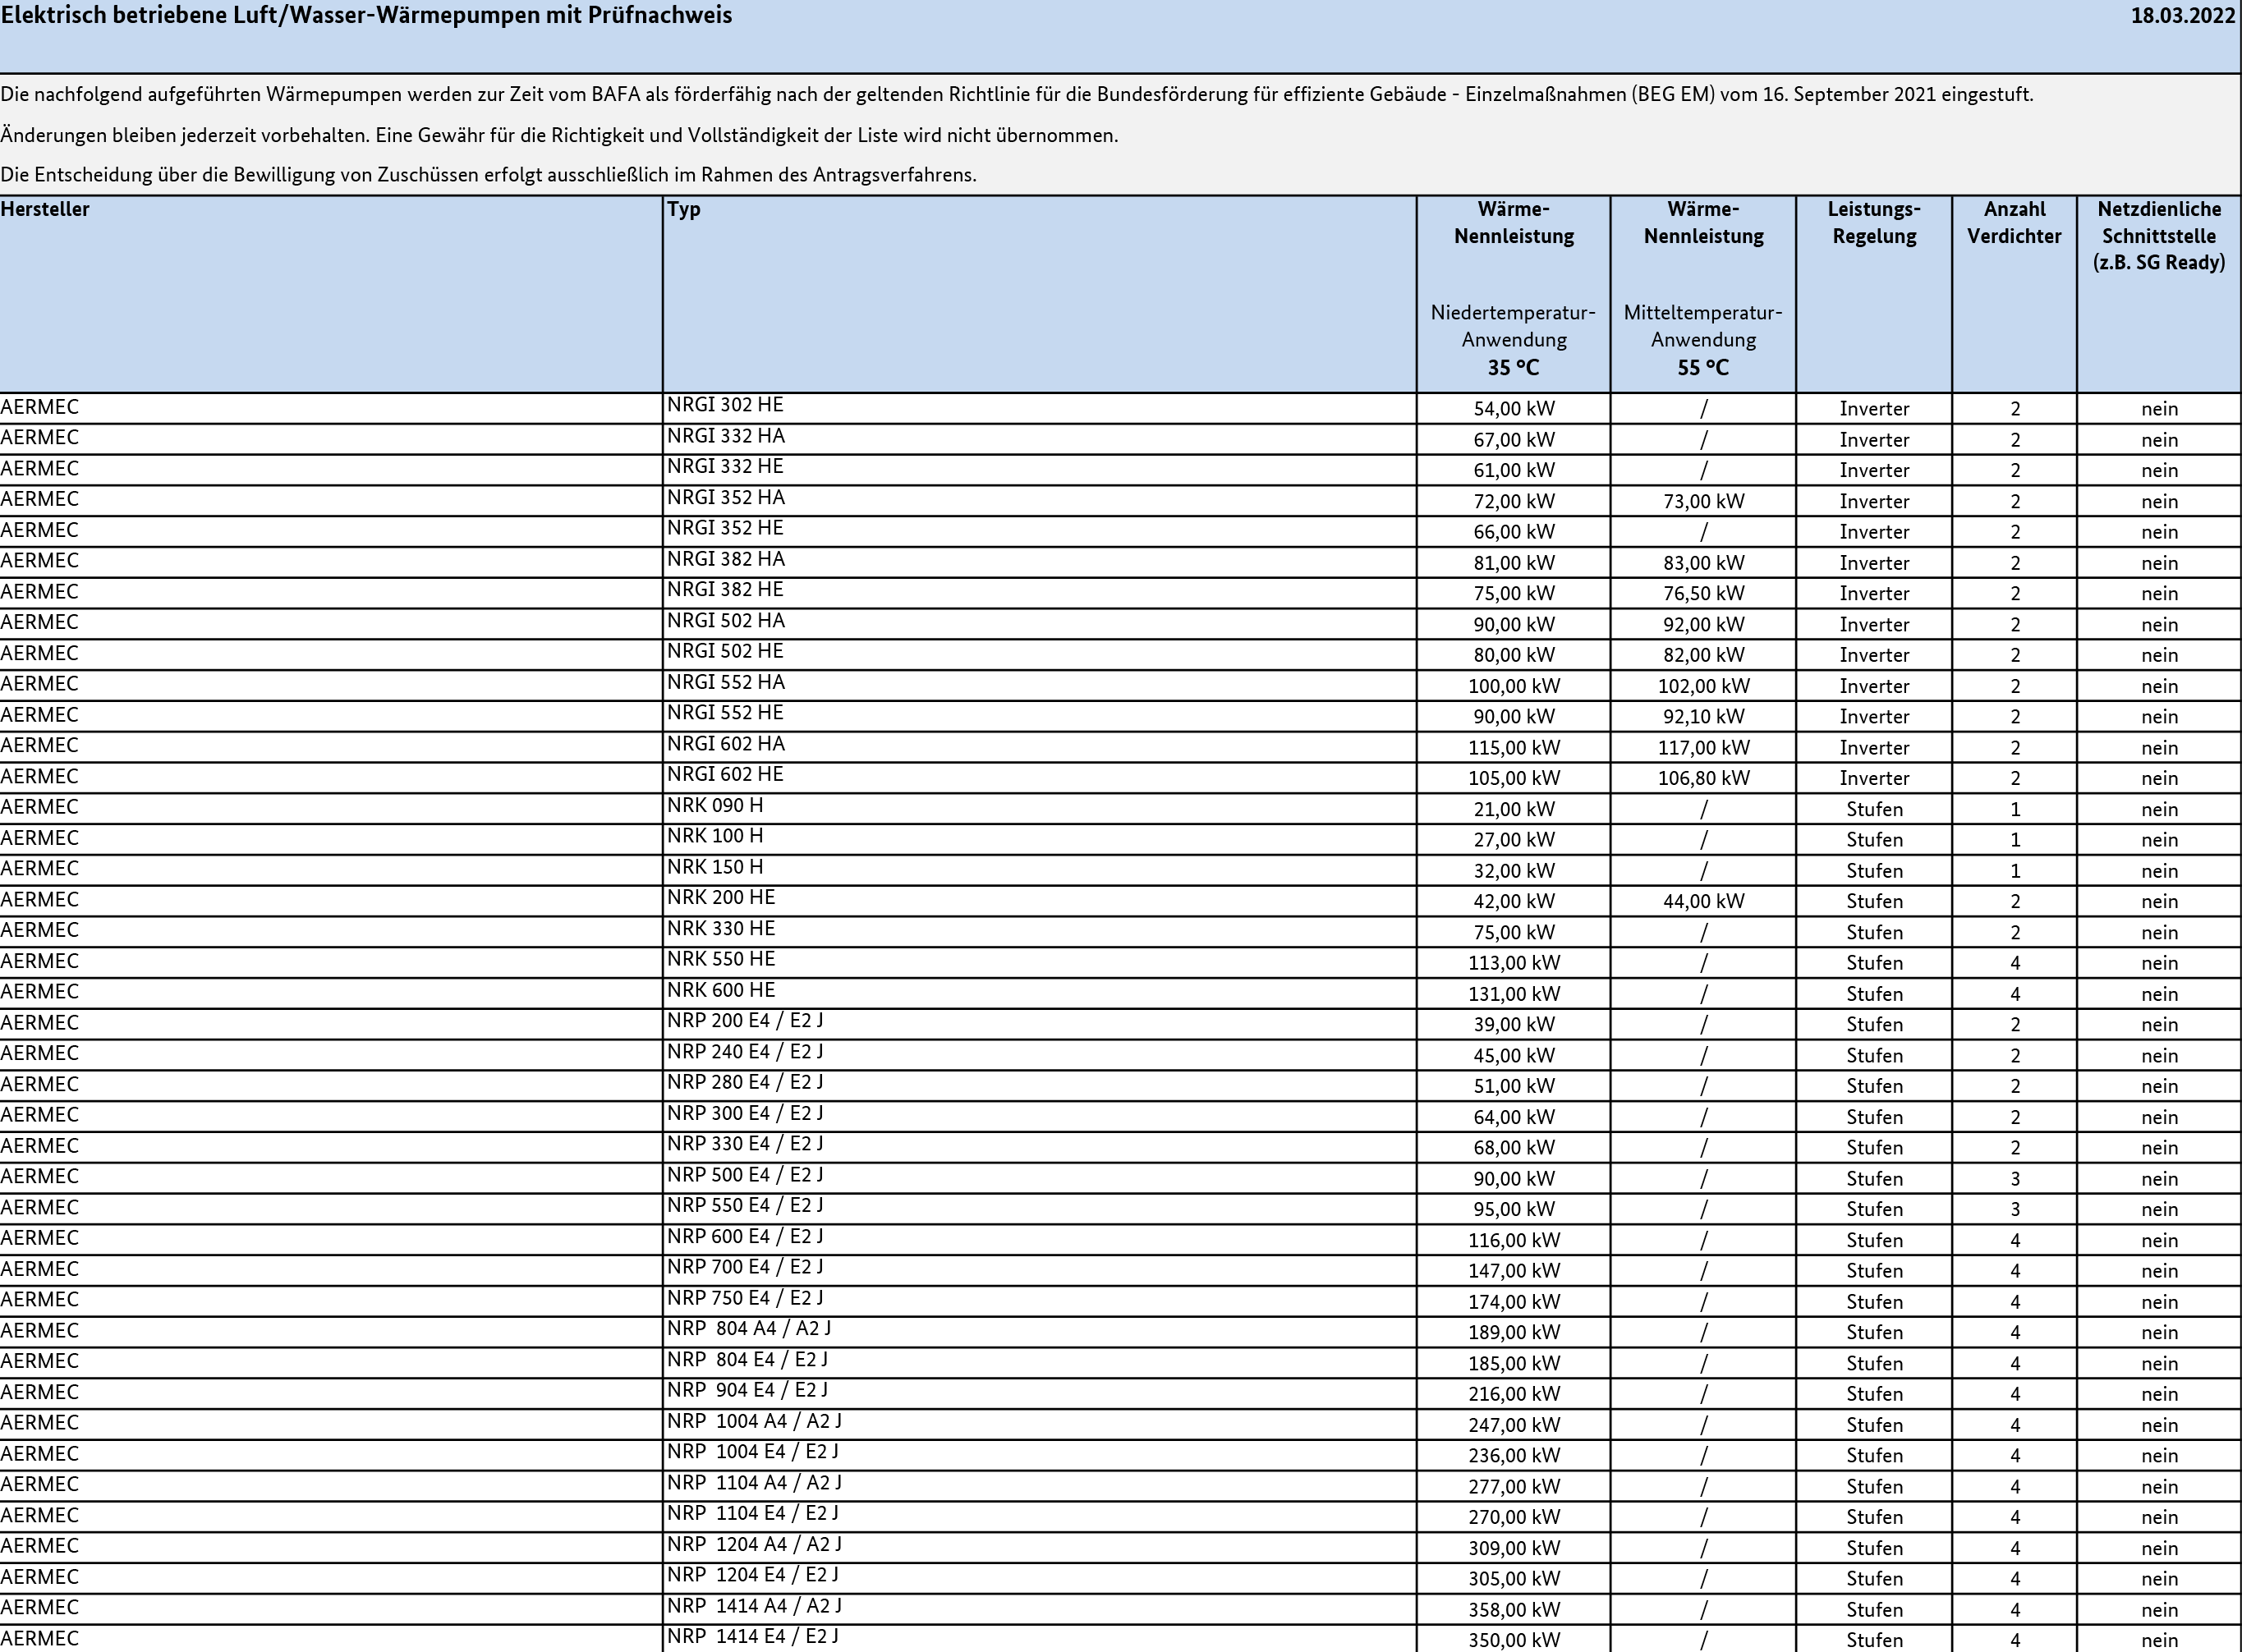 Elektrisch betriebene Luft/Wasser-Wärmepumpen mit Prüfnachweis 18.03.2022
Die nachfolgend aufgeführten Wärmepumpen werden zur Zeit vom BAFA als förderfähig nach der geltenden Richtlinie für die Bundesförderung für effiziente Gebäude - Einzelmaßnahmen (BEG EM) vom 16. September 2021 eingestuft.
Änderungen bleiben jederzeit vorbehalten. Eine Gewähr für die Richtigkeit und Vollständigkeit der Liste wird nicht übernommen.
Die Entscheidung über die Bewilligung von Zuschüssen erfolgt ausschließlich im Rahmen des Antragsverfahrens.
Hersteller Typ Wärme- Wärme- Leistungs- Anzahl Netzdienliche
Nennleistung Nennleistung Regelung Verdichter Schnittstelle
(z.B. SG Ready)
Niedertemperatur- Mitteltemperatur-
Anwendung Anwendung
35 °C 55 °C
AERMEC NRGI 302 HE 54,00 kW / Inverter 2 nein
AERMEC NRGI 332 HA 67,00 kW / Inverter 2 nein
AERMEC NRGI 332 HE 61,00 kW / Inverter 2 nein
AERMEC NRGI 352 HA 72,00 kW 73,00 kW Inverter 2 nein
AERMEC NRGI 352 HE 66,00 kW / Inverter 2 nein
AERMEC NRGI 382 HA 81,00 kW 83,00 kW Inverter 2 nein
AERMEC NRGI 382 HE 75,00 kW 76,50 kW Inverter 2 nein
AERMEC NRGI 502 HA 90,00 kW 92,00 kW Inverter 2 nein
AERMEC NRGI 502 HE 80,00 kW 82,00 kW Inverter 2 nein
AERMEC NRGI 552 HA 100,00 kW 102,00 kW Inverter 2 nein
AERMEC NRGI 552 HE 90,00 kW 92,10 kW Inverter 2 nein
AERMEC NRGI 602 HA 115,00 kW 117,00 kW Inverter 2 nein
AERMEC NRGI 602 HE 105,00 kW 106,80 kW Inverter 2 nein
AERMEC NRK 090 H 21,00 kW / Stufen 1 nein
AERMEC NRK 100 H 27,00 kW / Stufen 1 nein
AERMEC NRK 150 H 32,00 kW / Stufen 1 nein
AERMEC NRK 200 HE 42,00 kW 44,00 kW Stufen 2 nein
AERMEC NRK 330 HE 75,00 kW / Stufen 2 nein
AERMEC NRK 550 HE 113,00 kW / Stufen 4 nein
AERMEC NRK 600 HE 131,00 kW / Stufen 4 nein
AERMEC NRP 200 E4 / E2 J 39,00 kW / Stufen 2 nein
AERMEC NRP 240 E4 / E2 J 45,00 kW / Stufen 2 nein
AERMEC NRP 280 E4 / E2 J 51,00 kW / Stufen 2 nein
AERMEC NRP 300 E4 / E2 J 64,00 kW / Stufen 2 nein
AERMEC NRP 330 E4 / E2 J 68,00 kW / Stufen 2 nein
AERMEC NRP 500 E4 / E2 J 90,00 kW / Stufen 3 nein
AERMEC NRP 550 E4 / E2 J 95,00 kW / Stufen 3 nein
AERMEC NRP 600 E4 / E2 J 116,00 kW / Stufen 4 nein
AERMEC NRP 700 E4 / E2 J 147,00 kW / Stufen 4 nein
AERMEC NRP 750 E4 / E2 J 174,00 kW / Stufen 4 nein
AERMEC NRP 804 A4 / A2 J 189,00 kW / Stufen 4 nein
AERMEC NRP 804 E4 / E2 J 185,00 kW / Stufen 4 nein
AERMEC NRP 904 E4 / E2 J 216,00 kW / Stufen 4 nein
AERMEC NRP 1004 A4 / A2 J 247,00 kW / Stufen 4 nein
AERMEC NRP 1004 E4 / E2 J 236,00 kW / Stufen 4 nein
AERMEC NRP 1104 A4 / A2 J 277,00 kW / Stufen 4 nein
AERMEC NRP 1104 E4 / E2 J 270,00 kW / Stufen 4 nein
AERMEC NRP 1204 A4 / A2 J 309,00 kW / Stufen 4 nein
AERMEC NRP 1204 E4 / E2 J 305,00 kW / Stufen 4 nein
AERMEC NRP 1414 A4 / A2 J 358,00 kW / Stufen 4 nein
AERMEC NRP 1414 E4 / E2 J 350,00 kW / Stufen 4 nein